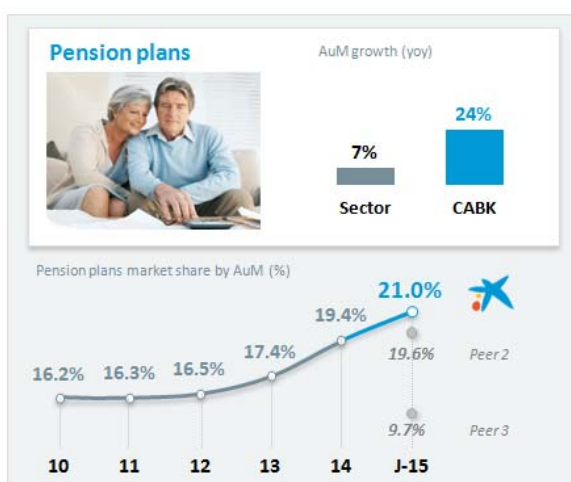 Pension plans
AuM growth (yoy)
24%
7%
Sector
CABK
Pension plans market share by AuM (%)
21.0%
19.4%
17.4%
16.5%
16.3%
16.2%
19.6%
Peer 2
9.7%
Peer 3
10
11
12
13
14
J-15